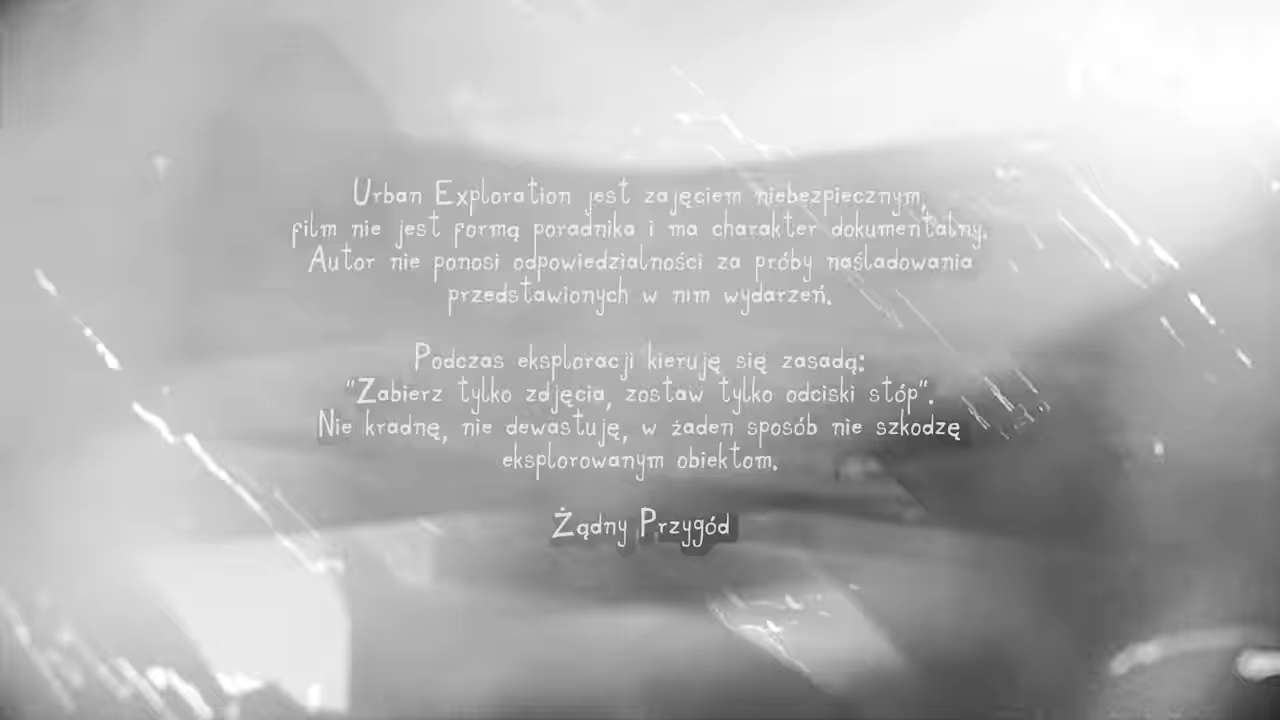 Urban Exploration jest zajęciem niebezpiecznym,
film nie jest formą poradnika i ma charakter dokumentalny.
Autor nie ponosi odpowiedzialności za próby naśladowania
przedstawionych w nim wydarzeń.
Podczas eksploracji kieruję się zasadą:
"Zabierz tylko zdjęcia, zostaw tylko odciski stóp".
Nie kradnę, nie dewastuję, w żaden sposób nie szkodzę
eksplorowanym obiektom.
Żądny Przygód